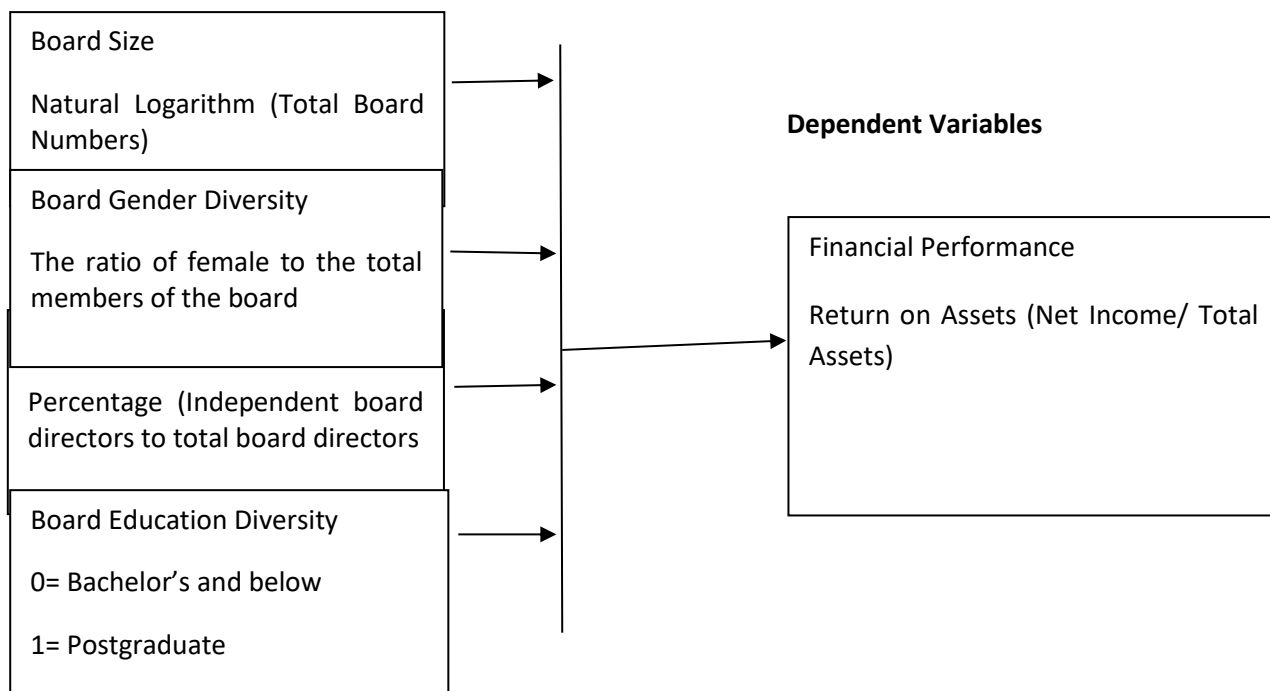 Board Size
Natural Logarithm (Total Board
Numbers)
Board Gender Diversity
The ratio of female to the total
members of the board
Percentage (Independent board
directors to total board directors
Board Education Diversity
0= Bachelor’s and below
1= Postgraduate
Dependent Variables
Financial Performance
Return on Assets (Net Income/ Total
Assets)